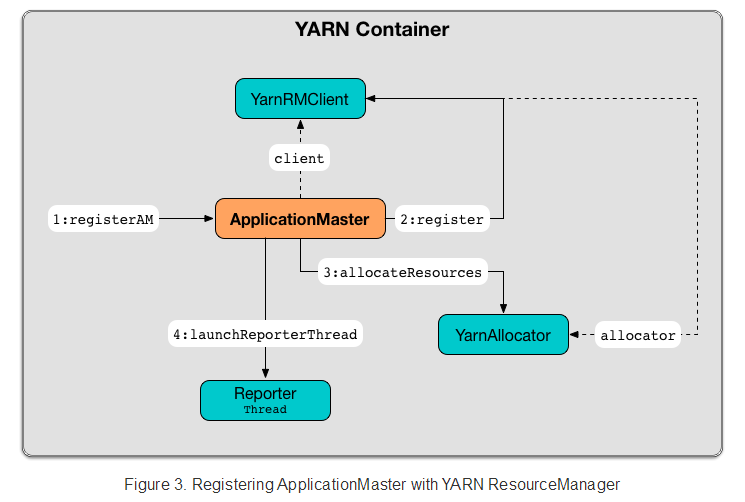 YARN Container
YarnRMClient
client
1:registerAM
ApplicationMaster
2:register
3:allocateResources
4:launchReporterThread
YarnAllocator
allocator
Reporter
Thread
Figure 3. Registering ApplicationMaster with YARN ResourceManager